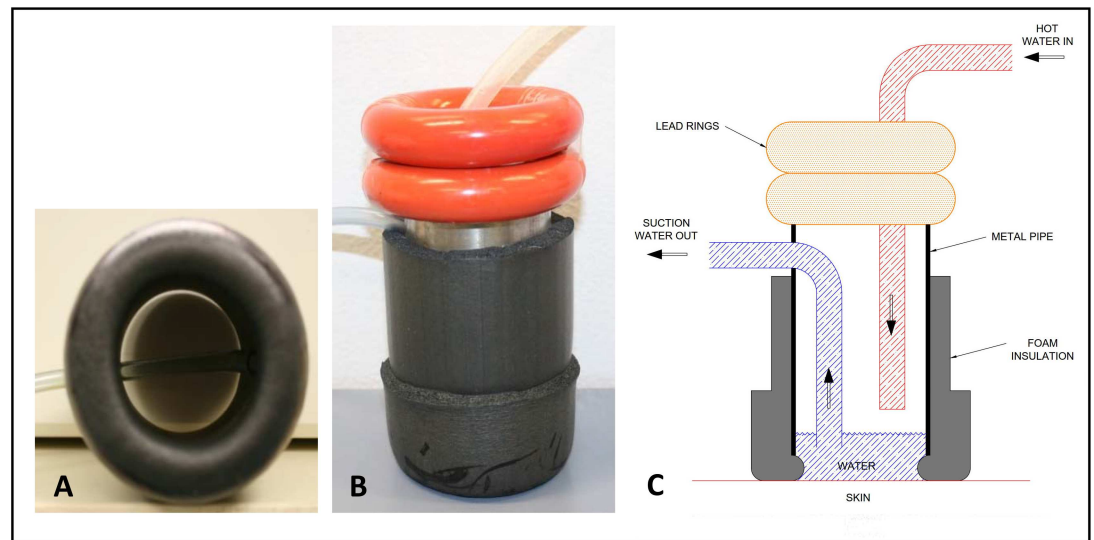 HOT
WATER IN
LEAD RINGS
SUCTION
WATER OUT
METAL PIPE
FOAM
INSULATION
WATER
SKIN
A
B
C